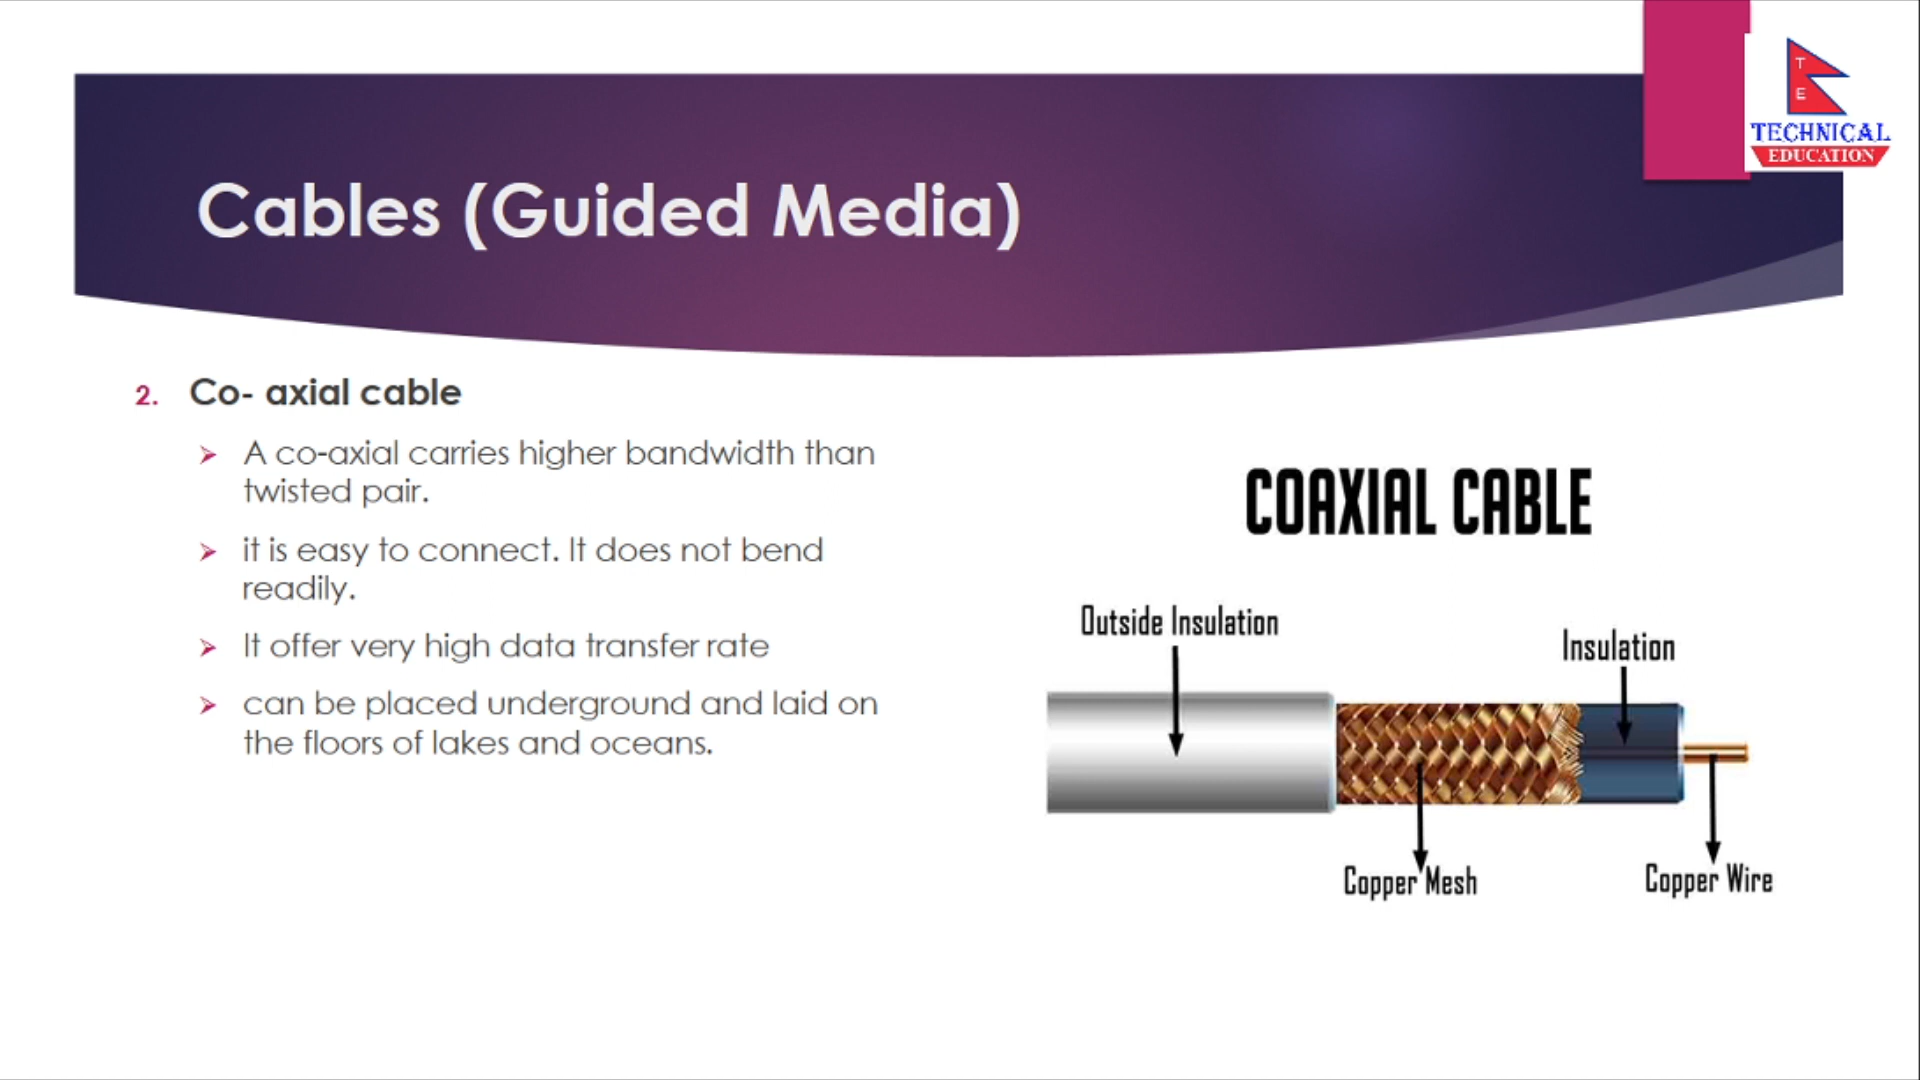 T
E
TECHNICAL
EDUCATION
Cables (Guided Media)
2. Co- axial cable
A co-axial carries higher bandwidth than
twisted pair.
it is easy to connect. It does not bend
readily.
It offer very high data transfer rate
can be placed underground and laid on
the floors of lakes and oceans.
COAXIAL CABLE
Outside Insulation
Insulation
Copper Mesh
Copper Wire